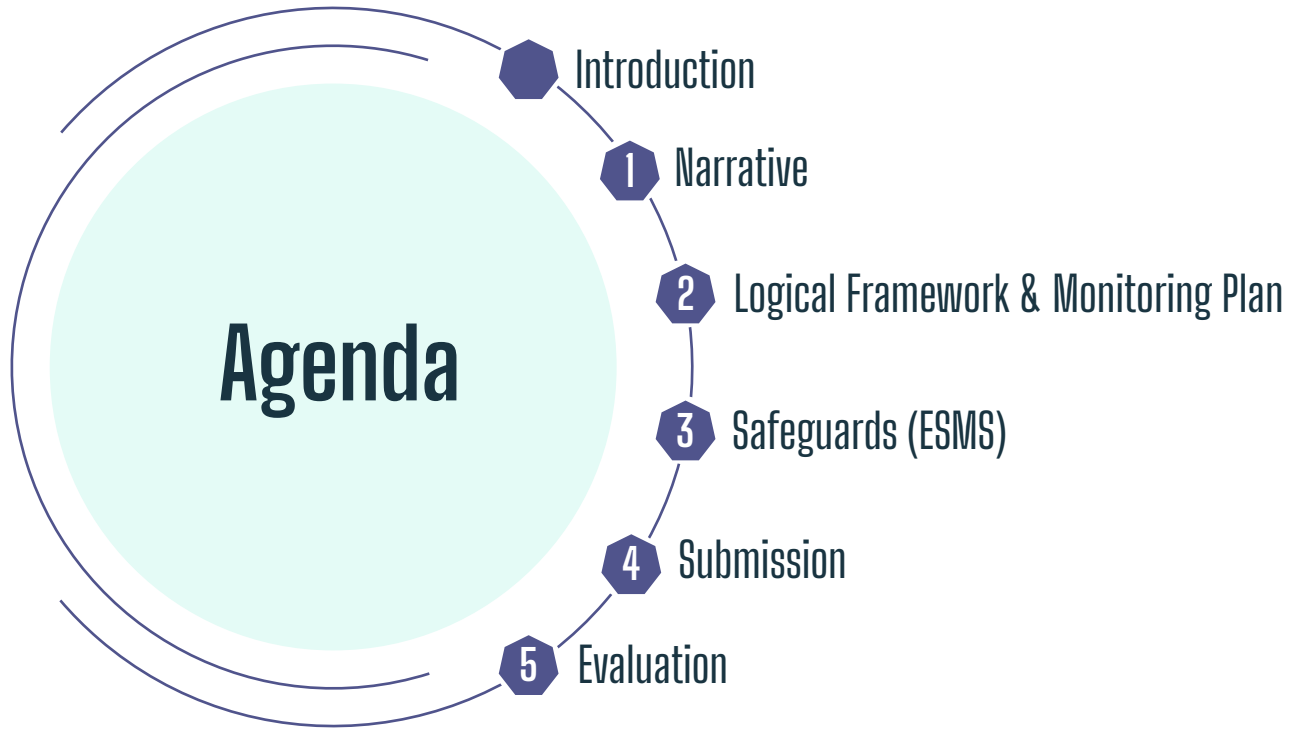 Agenda
Introduction
1 Narrative
2 Logical Framework & Monitoring Plan
3 Safeguards (ESMS)
4 Submission
5 Evaluation